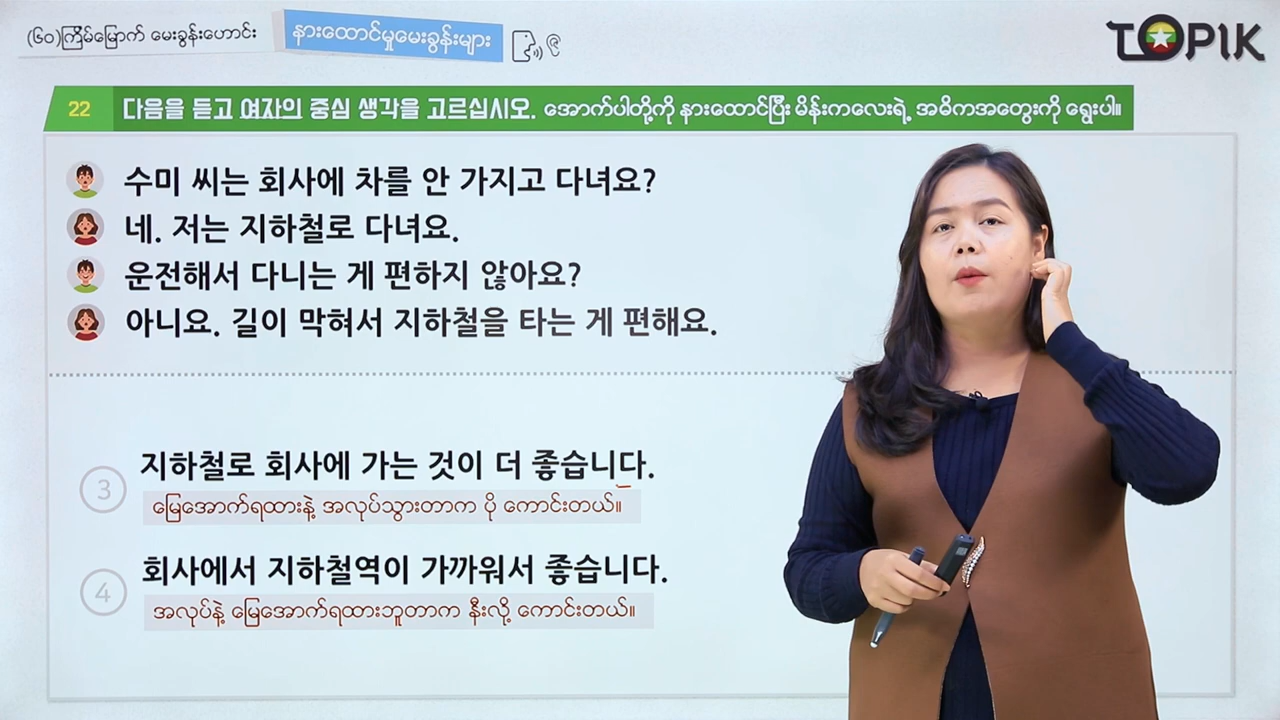 (၆၀)ကြိမ်မြောက် မေးခွန်းဟောင်း
နားထောင်မှုမေးခွန်းများ
TOPIK
22 다음을 듣고 여자의 중심 생각을 고르십시오. အောက်ပါတို့ကို နားထောင်ပြီး မိန်းကလေးရဲ့ အဓိကအတွေးကို ရွေးပါ။
수미 씨는 회사에 차를 안 가지고 다녀요?
네. 저는 지하철로 다녀요.
운전해서 다니는 게 편하지 않아요?
아니요. 길이 막혀서 지하철을 타는 게 편해요.
3 지하철로 회사에 가는 것이 더 좋습니다.
မြေအောက်ရထားနဲ့ အလုပ်သွားတာက ပို ကောင်းတယ်။
4 회사에서 지하철역이 가까워서 좋습니다.
အလုပ်နဲ့ မြေအောက်ရထားဘူတာက နီးလို့ ကောင်းတယ်။